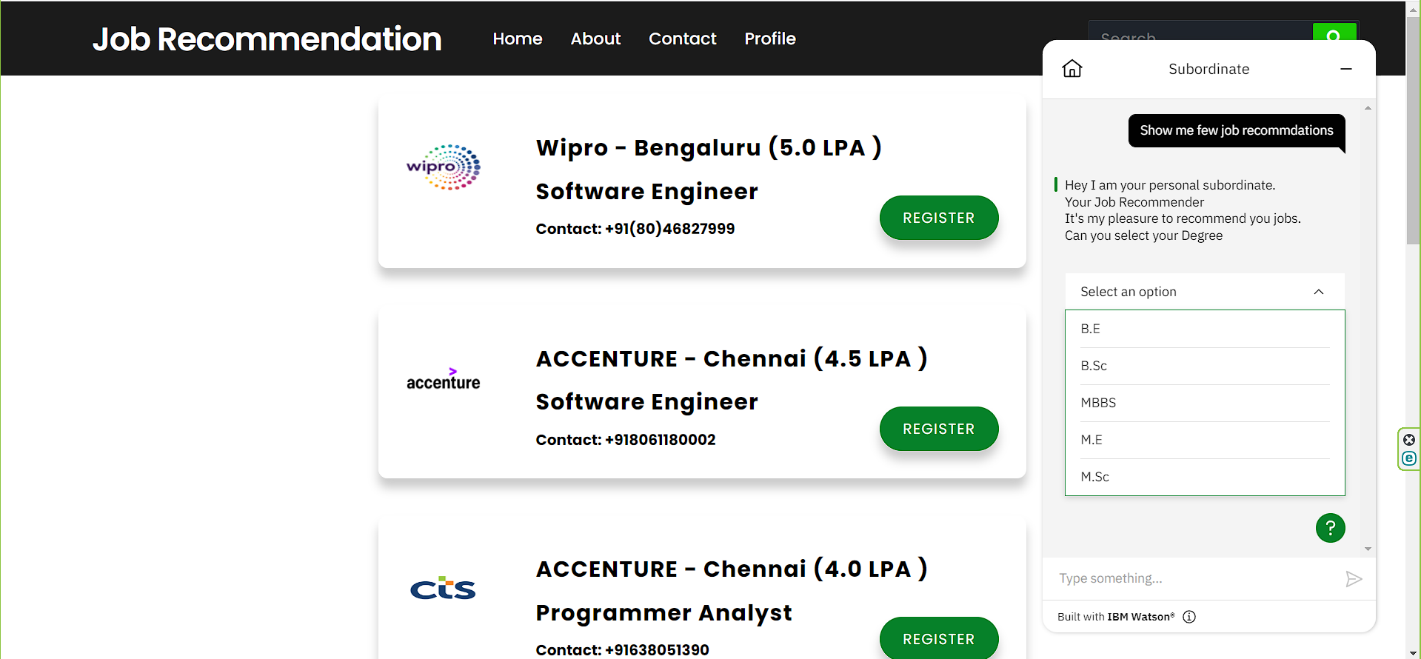 Job Recommendation
Home About Contact Profile
Search
wipro
Wipro - Bengaluru (5.0 LPA )
Software Engineer
Contact: +91(80)46827999
REGISTER
accenture
ACCENTURE - Chennai (4.5 LPA )
Software Engineer
Contact: +918061180002
REGISTER
cts
ACCENTURE - Chennai (4.0 LPA )
Programmer Analyst
Contact: +91638051390
REGISTER
Subordinate
Show me few job recommdations
Hey I am your personal subordinate.
Your Job Recommender
It's my pleasure to recommend you jobs.
Can you select your Degree
Select an option
B.E
B.Sc
MBBS
M.E
M.Sc
?
Type something...
Built with IBM Watson®